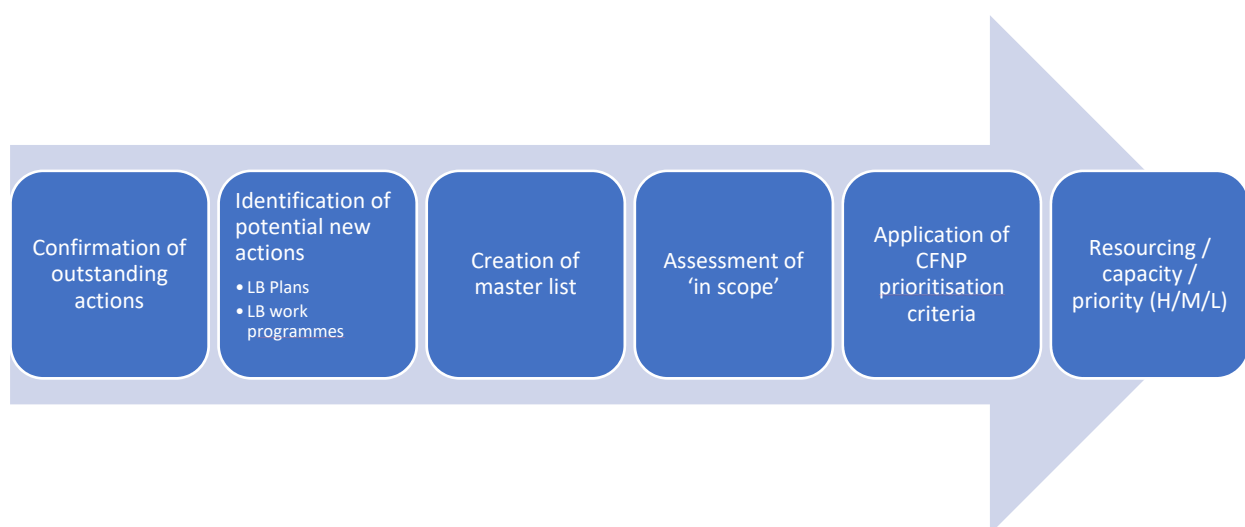 Confirmation of
outstanding
actions
Identification of
potential new
actions
• LB Plans
• LB work
programmes
Creation of
master list
Assessment of
‘in scope’
Application of
CFNP
prioritisation
criteria
Resourcing /
capacity /
priority (H/M/L)